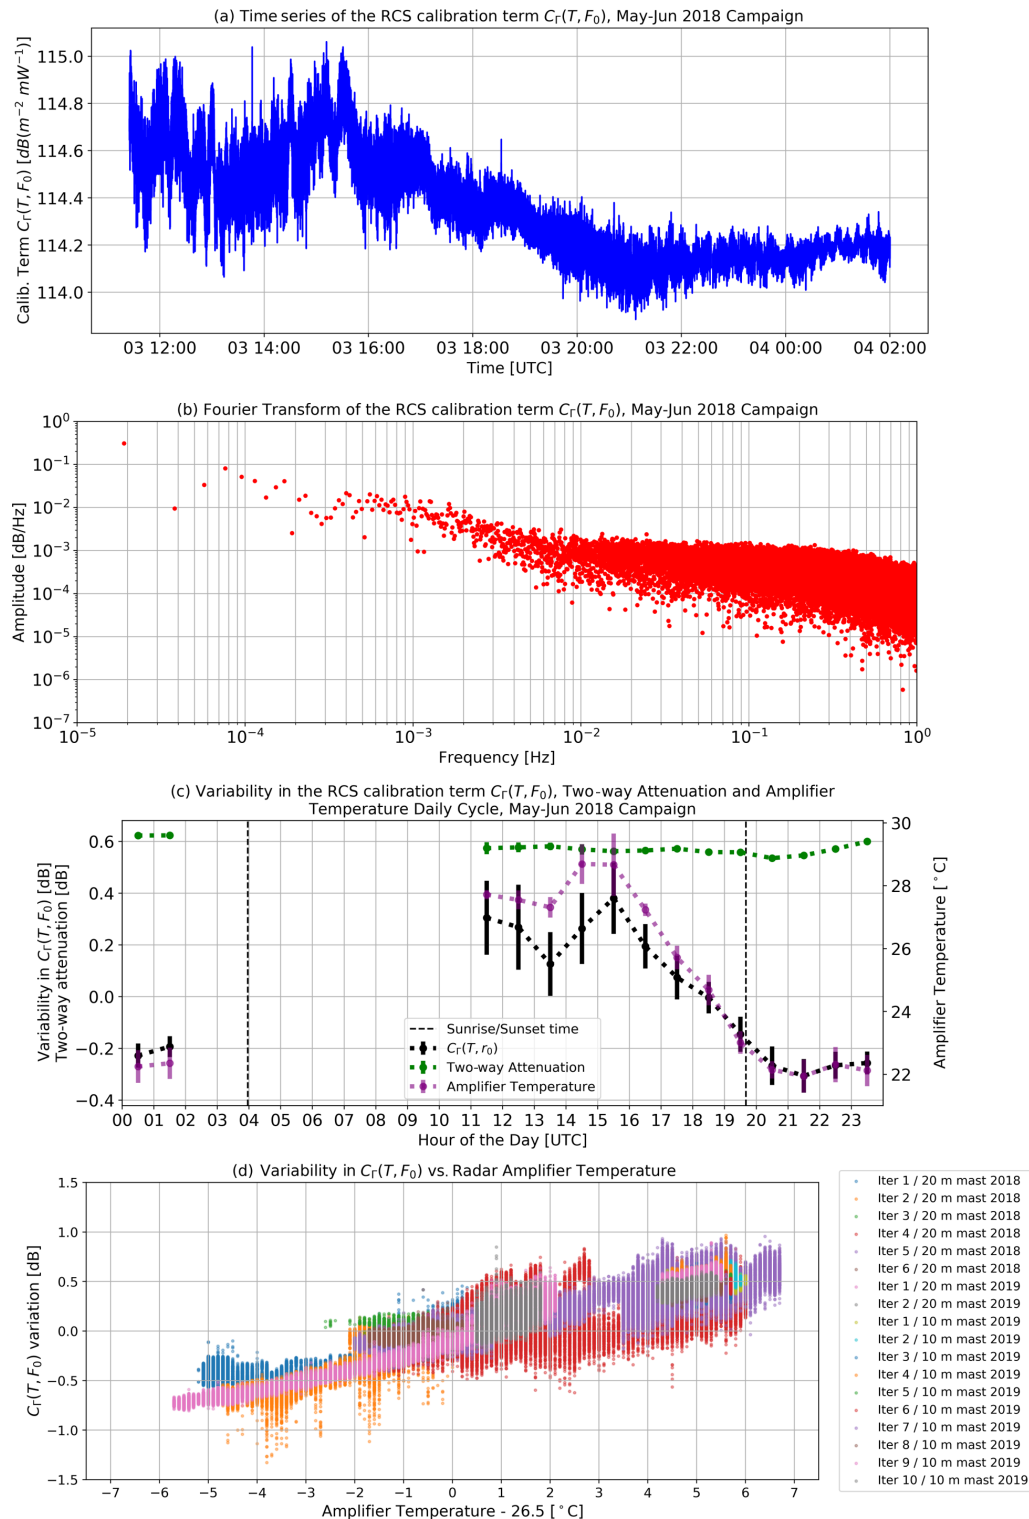 (a) Time series of the RCS calibration term C_Γ(T, F_0), May-Jun 2018 Campaign
Calib. Term C_Γ(T, F_0) [dB(m^−2 mW^−1)]
115.0
114.8
114.6
114.4
114.2
114.0
03 12:00 03 14:00 03 16:00 03 18:00 03 20:00 03 22:00 04 00:00 04 02:00
Time [UTC]
(b) Fourier Transform of the RCS calibration term C_Γ(T, F_0), May-Jun 2018 Campaign
Amplitude [dB/Hz]
10^0
10^−1
10^−2
10^−3
10^−4
10^−5
10^−6
10^−7
10^−5 10^−4 10^−3 10^−2 10^−1 10^0
Frequency [Hz]
(c) Variability in the RCS calibration term C_Γ(T, F_0), Two-way Attenuation and Amplifier
Temperature Daily Cycle, May-Jun 2018 Campaign
Variability in C_Γ(T, F_0) [dB]
Two-way attenuation [dB]
0.6
0.4
0.2
0.0
−0.2
−0.4
Amplifier Temperature [°C]
30
28
26
24
22
Sunrise/Sunset time
C_Γ(T, r_0)
Two-way Attenuation
Amplifier Temperature
00 01 02 03 04 05 06 07 08 09 10 11 12 13 14 15 16 17 18 19 20 21 22 23
Hour of the Day [UTC]
(d) Variability in C_Γ(T, F_0) vs. Radar Amplifier Temperature
C_Γ(T, F_0) variation [dB]
1.5
1.0
0.5
0.0
−0.5
−1.0
−1.5
−7 −6 −5 −4 −3 −2 −1 0 1 2 3 4 5 6 7
Amplifier Temperature - 26.5 [°C]
Iter 1 / 20 m mast 2018
Iter 2 / 20 m mast 2018
Iter 3 / 20 m mast 2018
Iter 4 / 20 m mast 2018
Iter 5 / 20 m mast 2018
Iter 6 / 20 m mast 2018
Iter 1 / 20 m mast 2019
Iter 2 / 20 m mast 2019
Iter 1 / 10 m mast 2019
Iter 2 / 10 m mast 2019
Iter 3 / 10 m mast 2019
Iter 4 / 10 m mast 2019
Iter 5 / 10 m mast 2019
Iter 6 / 10 m mast 2019
Iter 7 / 10 m mast 2019
Iter 8 / 10 m mast 2019
Iter 9 / 10 m mast 2019
Iter 10 / 10 m mast 2019